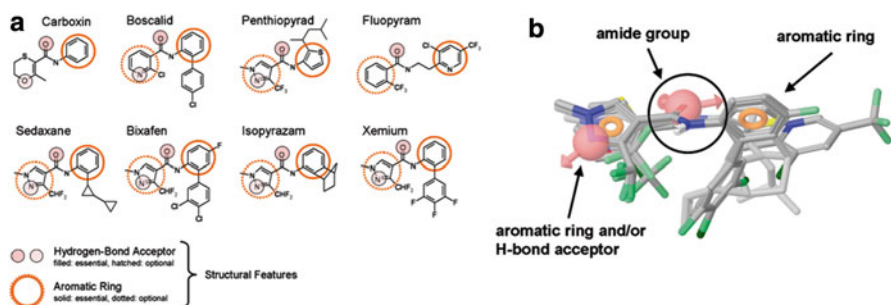 a
Carboxin
Boscalid
Penthiopyrad
Fluopyram
Sedaxane
Bixafen
Isopyrazam
Xemium
Hydrogen-Bond Acceptor
filled: essential, hatched: optional
Aromatic Ring
solid: essential, dotted: optional
Structural Features
b
amide group
aromatic ring
aromatic ring and/or
H-bond acceptor